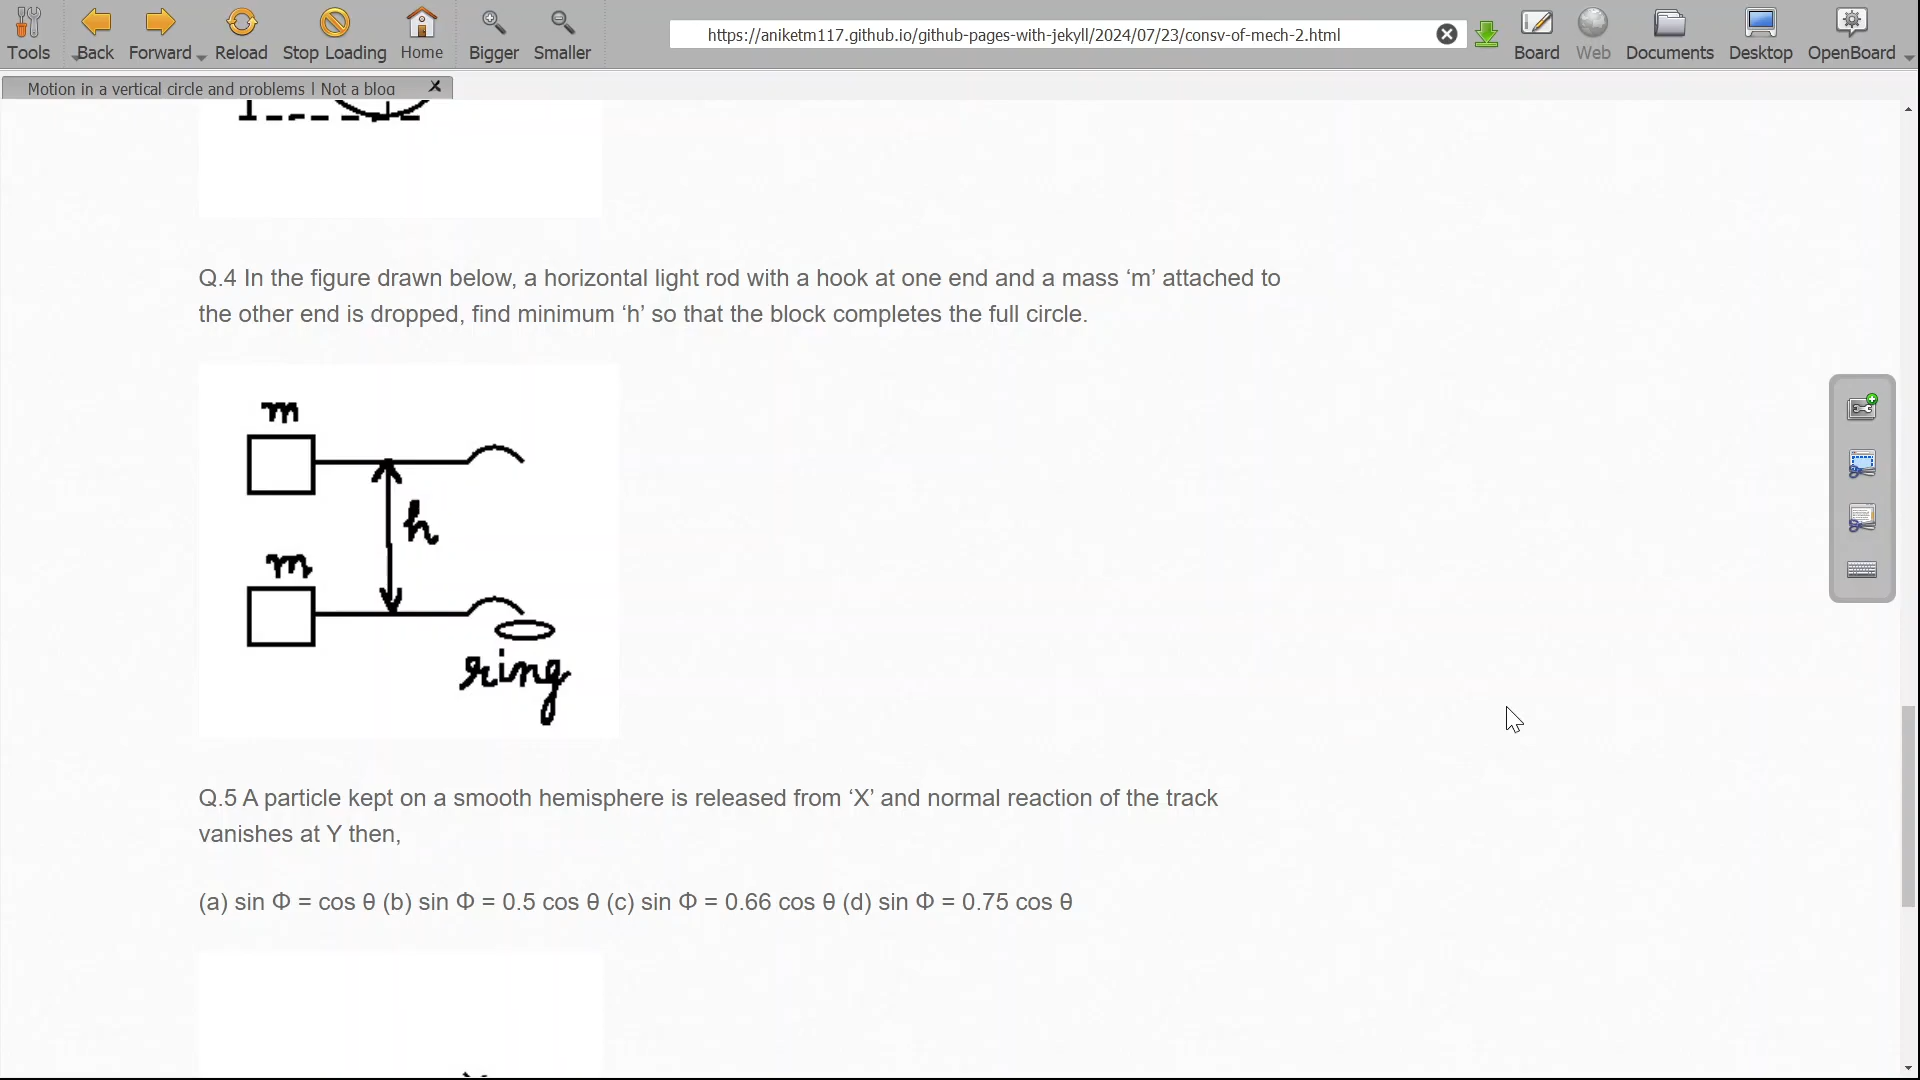 Tools Back Forward Reload Stop Loading Home Bigger Smaller https://aniketm117.github.io/github-pages-with-jekyll/2024/07/23/consv-of-mech-2.html Board Web Documents Desktop OpenBoard
Motion in a vertical circle and problems | Not a blog
Q.4 In the figure drawn below, a horizontal light rod with a hook at one end and a mass ‘m’ attached to
the other end is dropped, find minimum ‘h’ so that the block completes the full circle.
m
h
m
ring
Q.5 A particle kept on a smooth hemisphere is released from ‘X’ and normal reaction of the track
vanishes at Y then,
(a) sin Φ = cos θ (b) sin Φ = 0.5 cos θ (c) sin Φ = 0.66 cos θ (d) sin Φ = 0.75 cos θ